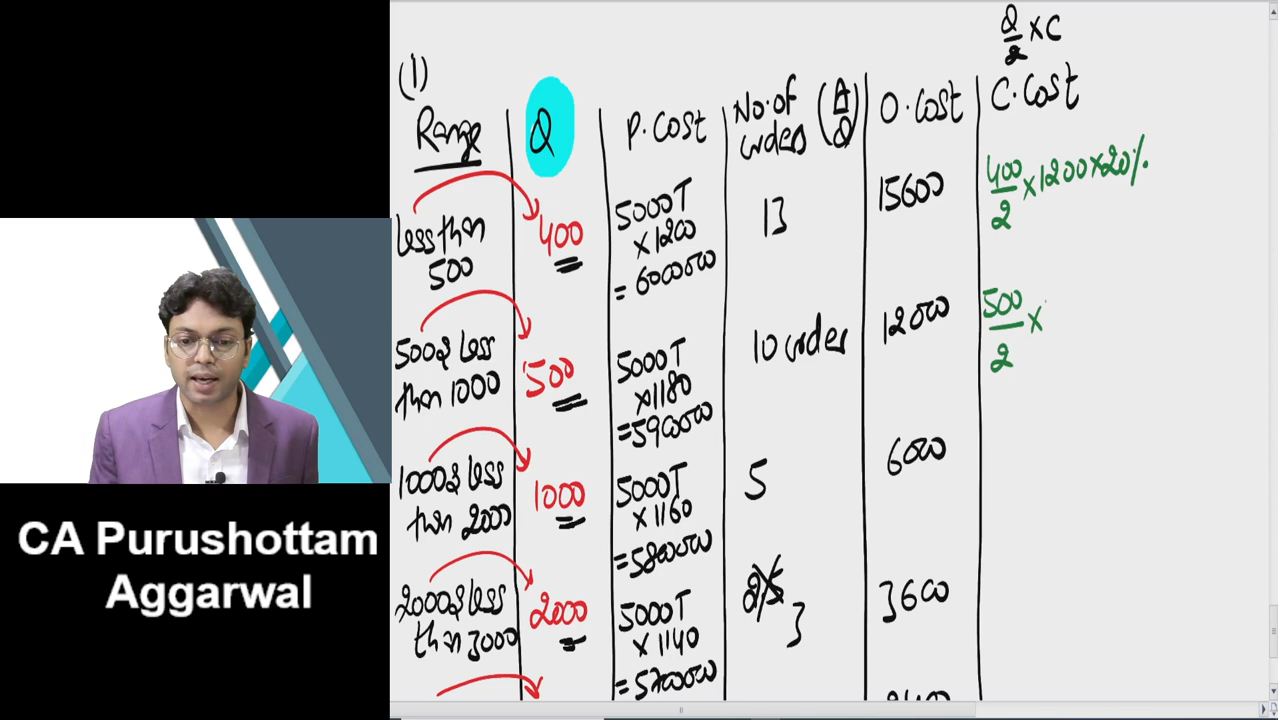 Q/2 × C
(1)
Range
Q
P. Cost
No. of orders (A/Q)
O. Cost
C. Cost
less than 500
400
5000T
×1200
= 6000000
13
15600
400/2 × 1200 × 20%
500 & less than 1000
500
5000T
×1180
= 5900000
10 order
12000
500/2 ×
1000 & less than 2000
1000
5000T
×1160
= 5800000
5
6000
2000 & less than 3000
2000
5000T
×1140
= 5700000
3
3600
2400
CA Purushottam
Aggarwal